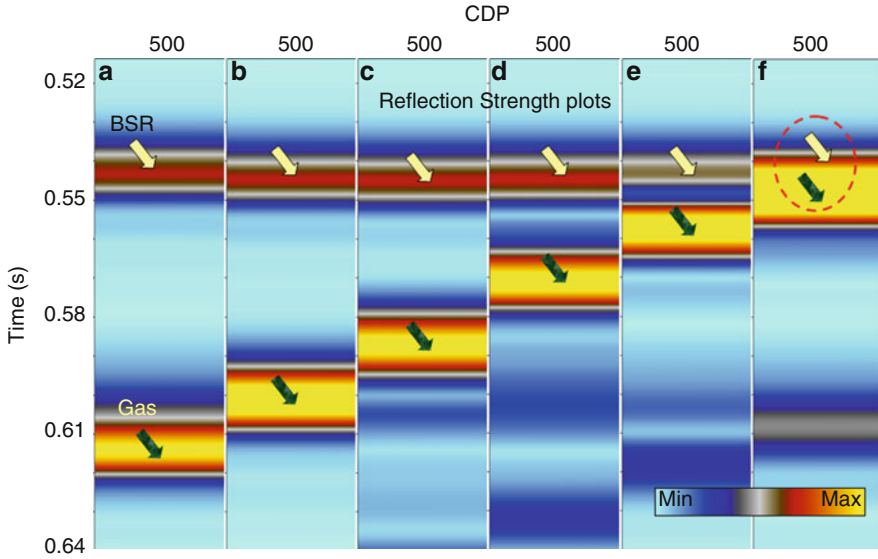 CDP
500 500 500 500 500 500
a b c d e f
0.52
Reflection Strength plots
BSR
0.55
Time (s)
0.58
Gas
0.61
Min Max
0.64